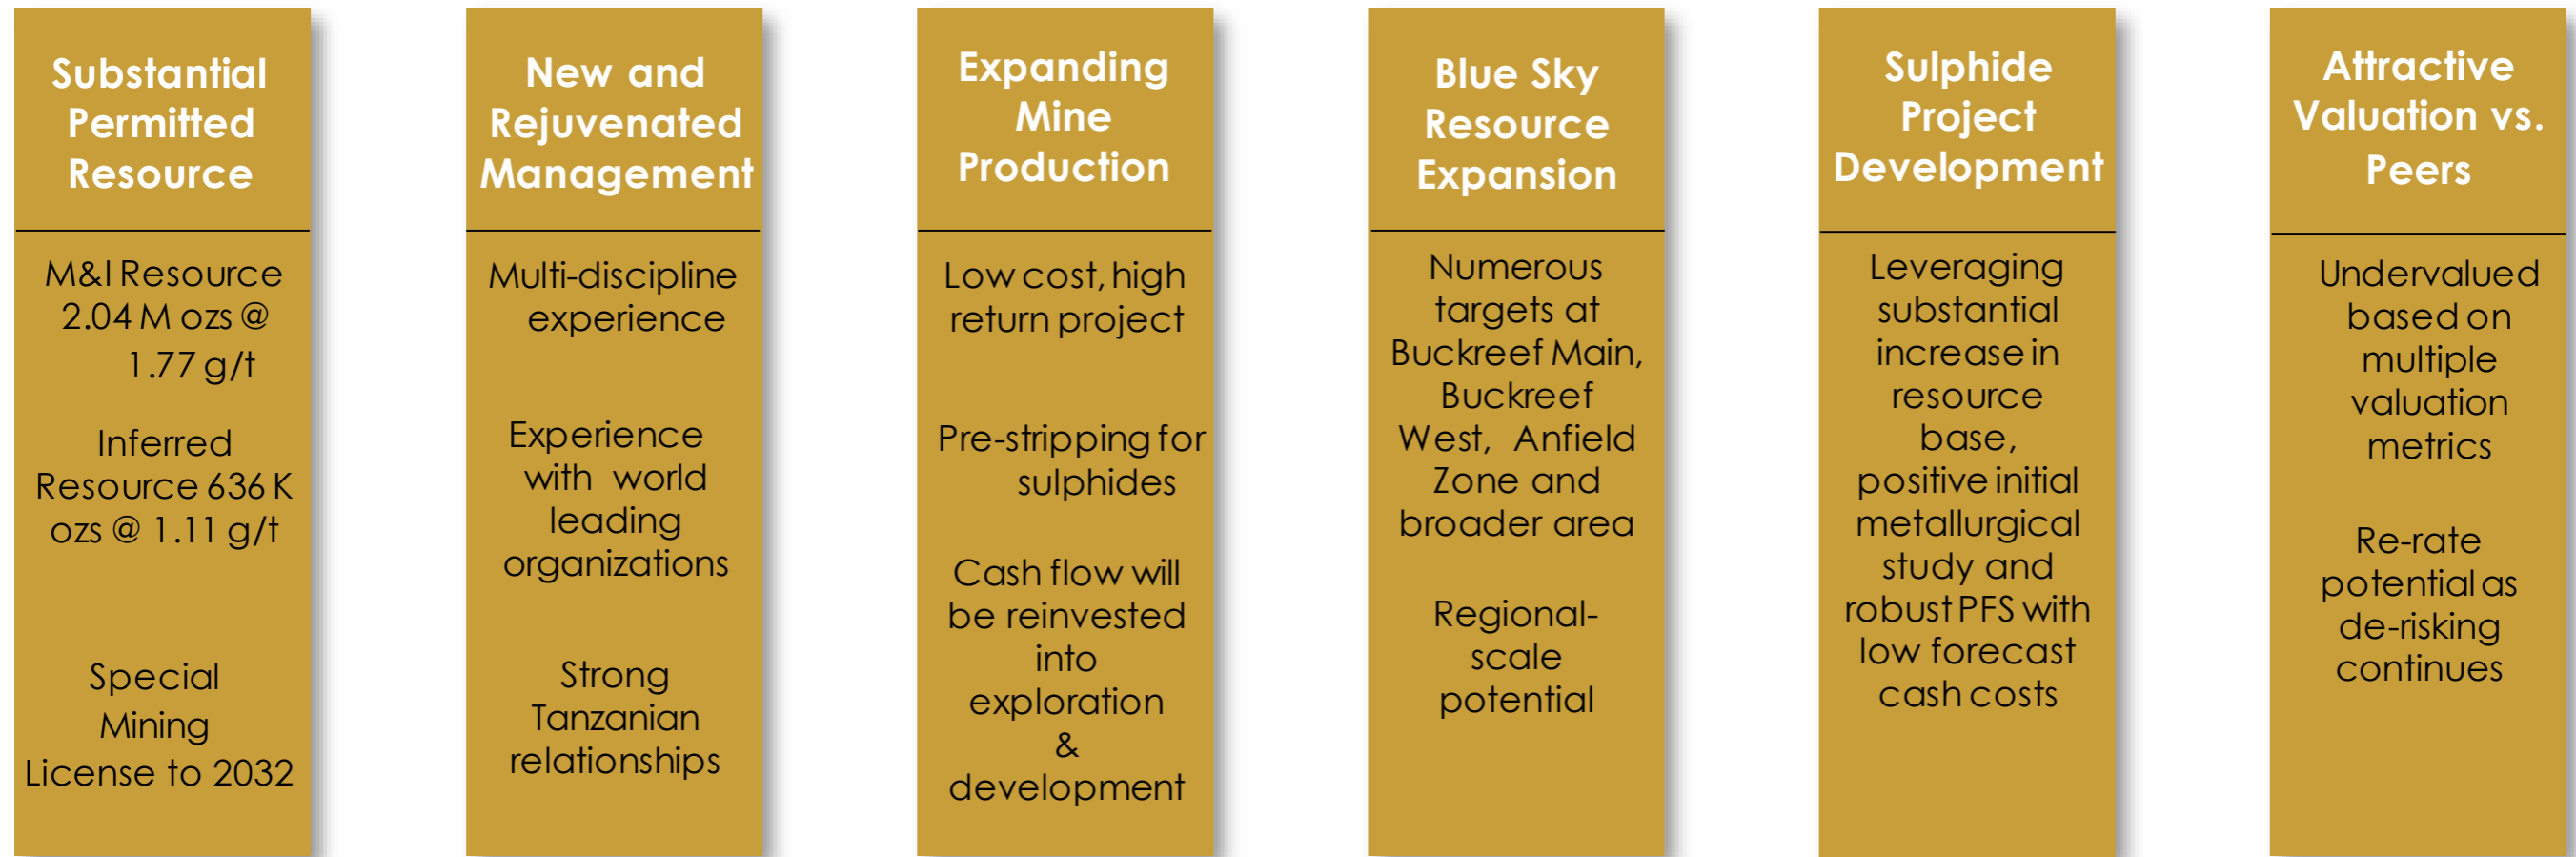 Substantial
Permitted
Resource
M&I Resource
2.04 M ozs @
1.77 g/t
Inferred
Resource 636 K
ozs @ 1.11 g/t
Special
Mining
License to 2032
New and
Rejuvenated
Management
Multi-discipline
experience
Experience
with world
leading
organizations
Strong
Tanzanian
relationships
Expanding
Mine
Production
Low cost, high
return project
Pre-stripping for
sulphides
Cash flow will
be reinvested
into
exploration
&
development
Blue Sky
Resource
Expansion
Numerous
targets at
Buckreef Main,
Buckreef
West, Anfield
Zone and
broader area
Regional-
scale
potential
Sulphide
Project
Development
Leveraging
substantial
increase in
resource
base,
positive initial
metallurgical
study and
robust PFS with
low forecast
cash costs
Attractive
Valuation vs.
Peers
Undervalued
based on
multiple
valuation
metrics
Re-rate
potential as
de-risking
continues